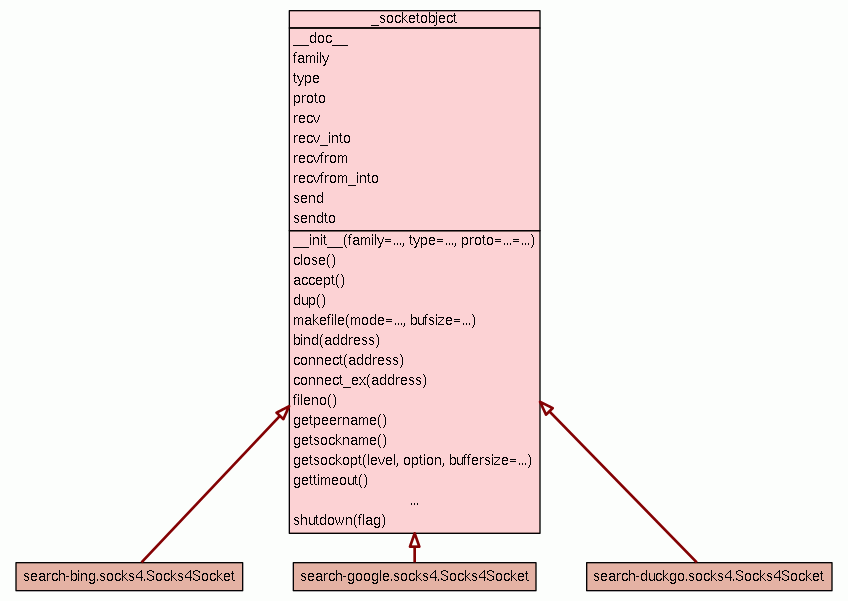 _socketobject
__doc__
family
type
proto
recv
recv_into
recvfrom
recvfrom_into
send
sendto
__init__(family=..., type=..., proto=...=...)
close()
accept()
dup()
makefile(mode=..., bufsize=...)
bind(address)
connect(address)
connect_ex(address)
fileno()
getpeername()
getsockname()
getsockopt(level, option, buffersize=...)
gettimeout()
...
shutdown(flag)
search-bing.socks4.Socks4Socket
search-google.socks4.Socks4Socket
search-duckgo.socks4.Socks4Socket